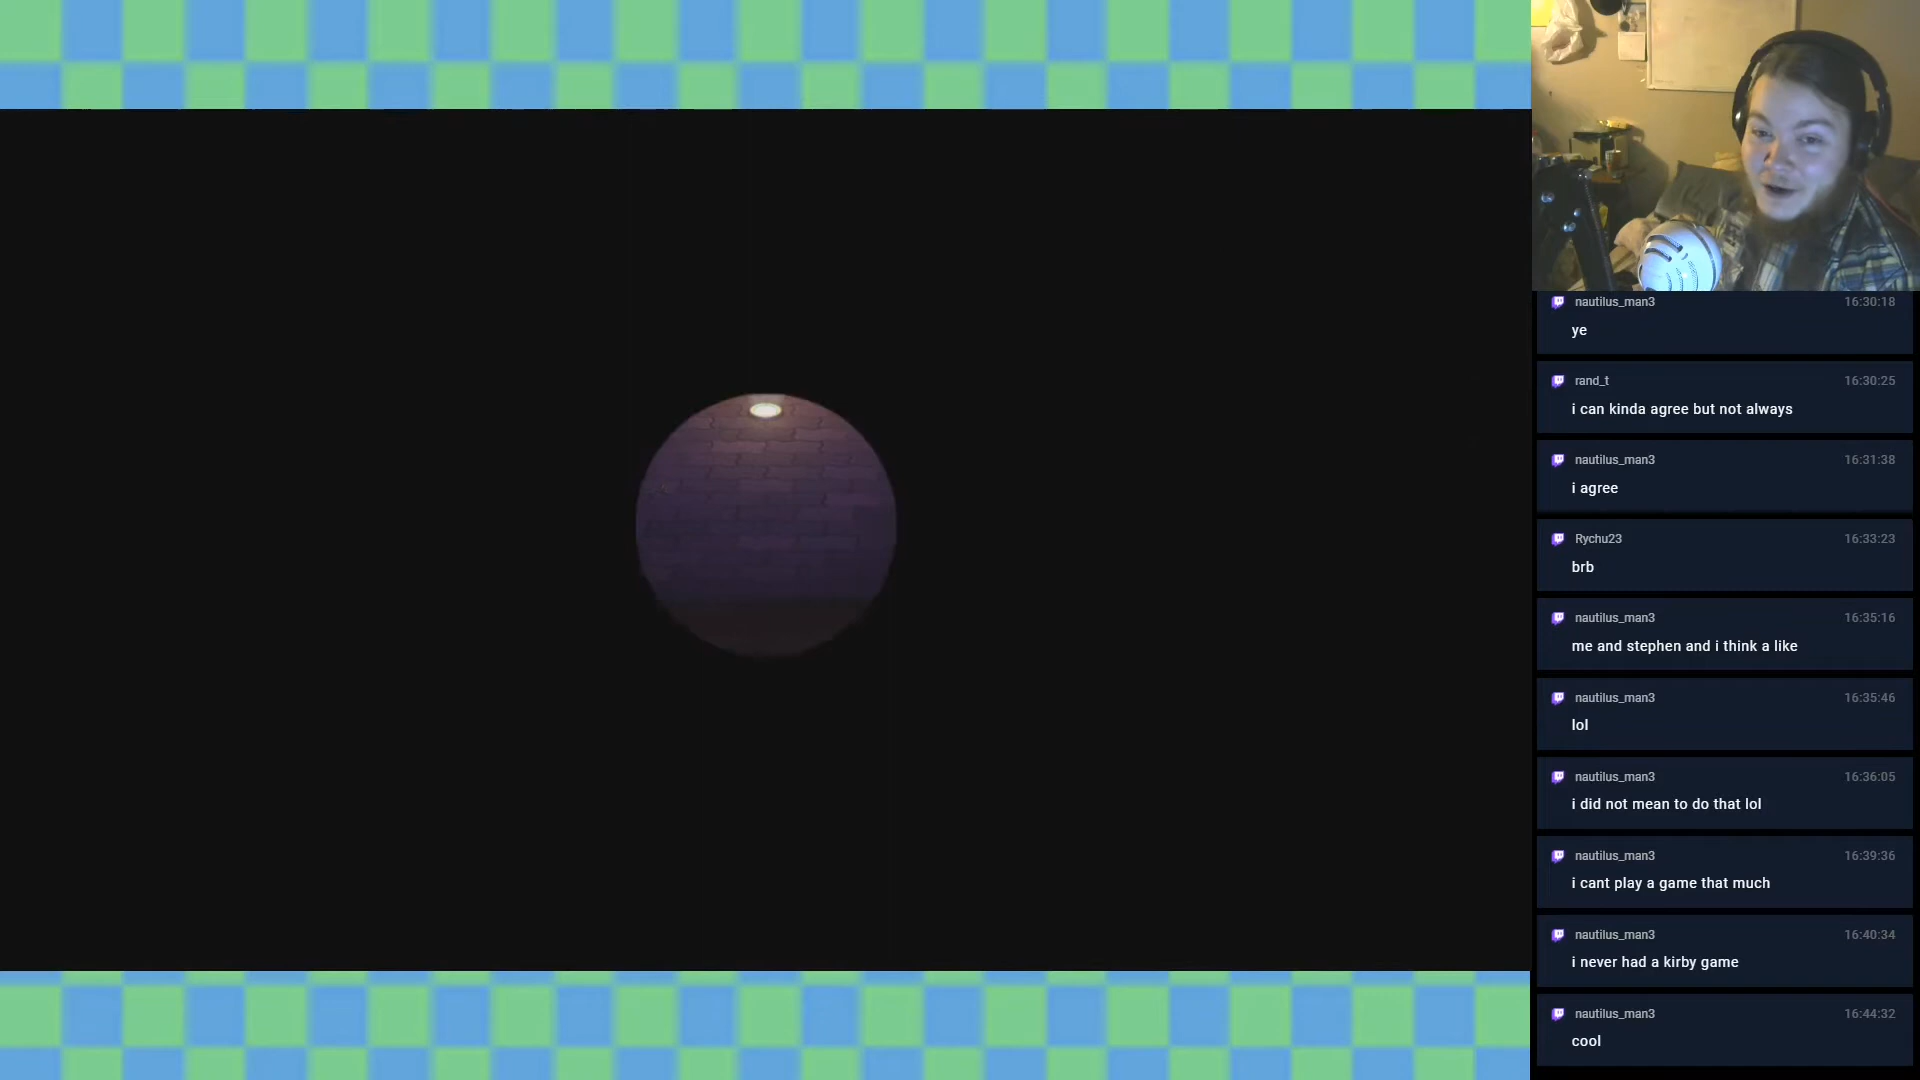 nautilus_man3 16:30:18
ye
rand_t 16:30:25
i can kinda agree but not always
nautilus_man3 16:31:38
i agree
Rychu23 16:33:23
brb
nautilus_man3 16:35:16
me and stephen and i think a like
nautilus_man3 16:35:46
lol
nautilus_man3 16:36:05
i did not mean to do that lol
nautilus_man3 16:39:36
i cant play a game that much
nautilus_man3 16:40:34
i never had a kirby game
nautilus_man3 16:44:32
cool